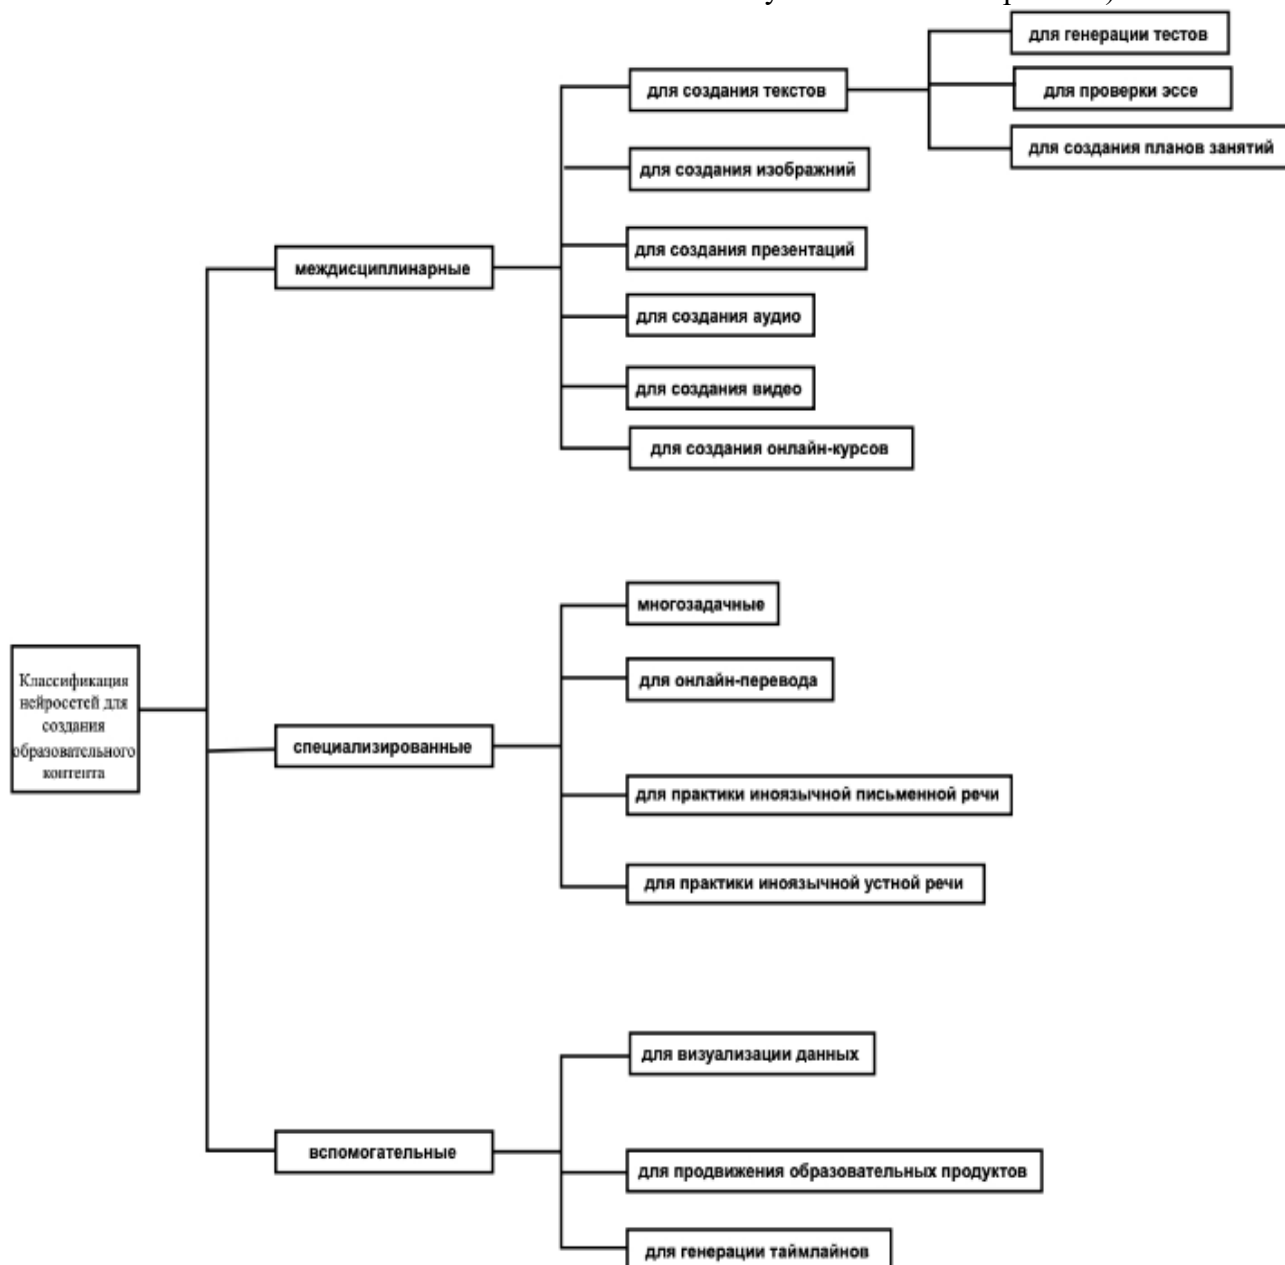 для генерации тестов
для создания текстов
для проверки эссе
для создания планов занятий
для создания изображний
для создания презентаций
междисциплинарные
для создания аудио
для создания видео
для создания онлайн-курсов
многозадачные
для онлайн-перевода
Классификация
нейросетей для
создания
образовательного
контента
специализированные
для практики иноязычной письменной речи
для практики иноязычной устной речи
для визуализации данных
вспомогательные
для продвижения образовательных продуктов
для генерации таймлайнов